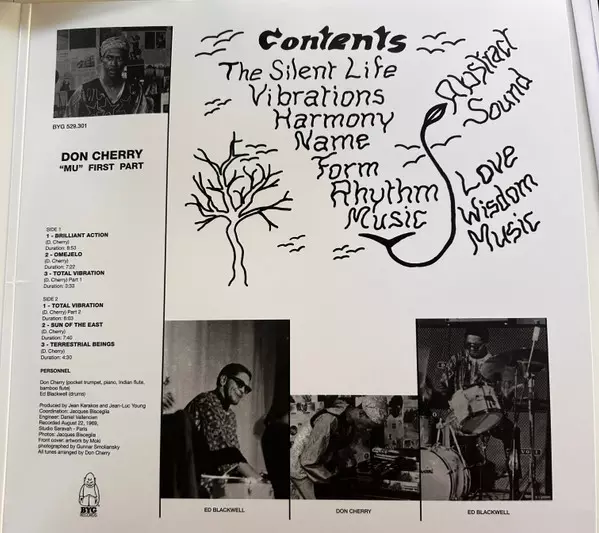 BYG 529.301
DON CHERRY
"MU" FIRST PART
SIDE 1
1 - BRILLIANT ACTION
(D. Cherry)
Duration: 6:53
2 - OMEJELO
(D. Cherry)
Duration: 7:22
3 - TOTAL VIBRATION
(D. Cherry) Part 1
Duration: 3:33
SIDE 2
1 - TOTAL VIBRATION
(D. Cherry) Part 2
Duration: 6:03
2 - SUN OF THE EAST
(D. Cherry)
Duration: 7:40
3 - TERRESTRIAL BEINGS
(D. Cherry)
Duration: 4:30
PERSONNEL
Don Cherry (pocket trumpet, piano, Indian flute,
bamboo flute)
Ed Blackwell (drums)
Produced by Jean Karakos and Jean-Luc Young
Coordination: Jacques Bisceglia
Engineer: Daniel Vallencien
Recorded August 22, 1969,
Studio Saravah - Paris
Photos: Jacques Bisceglia
Front cover: artwork by Moki
photographed by Gunnar Smoliansky
All tunes arranged by Don Cherry
BYG
RECORDS
Contents
The Silent Life
Vibrations
Harmony
Name
Form
Rhythm
Music
Abstract
Sound
Love
Wisdom
Music
ED BLACKWELL
DON CHERRY
ED BLACKWELL